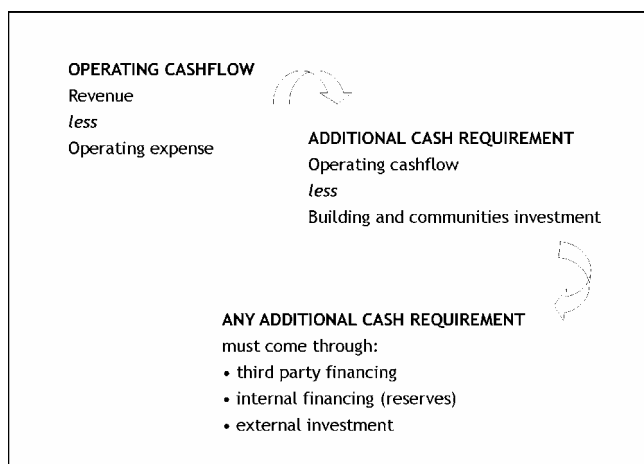 OPERATING CASHFLOW
Revenue
less
Operating expense
ADDITIONAL CASH REQUIREMENT
Operating cashflow
less
Building and communities investment
ANY ADDITIONAL CASH REQUIREMENT
must come through:
• third party financing
• internal financing (reserves)
• external investment